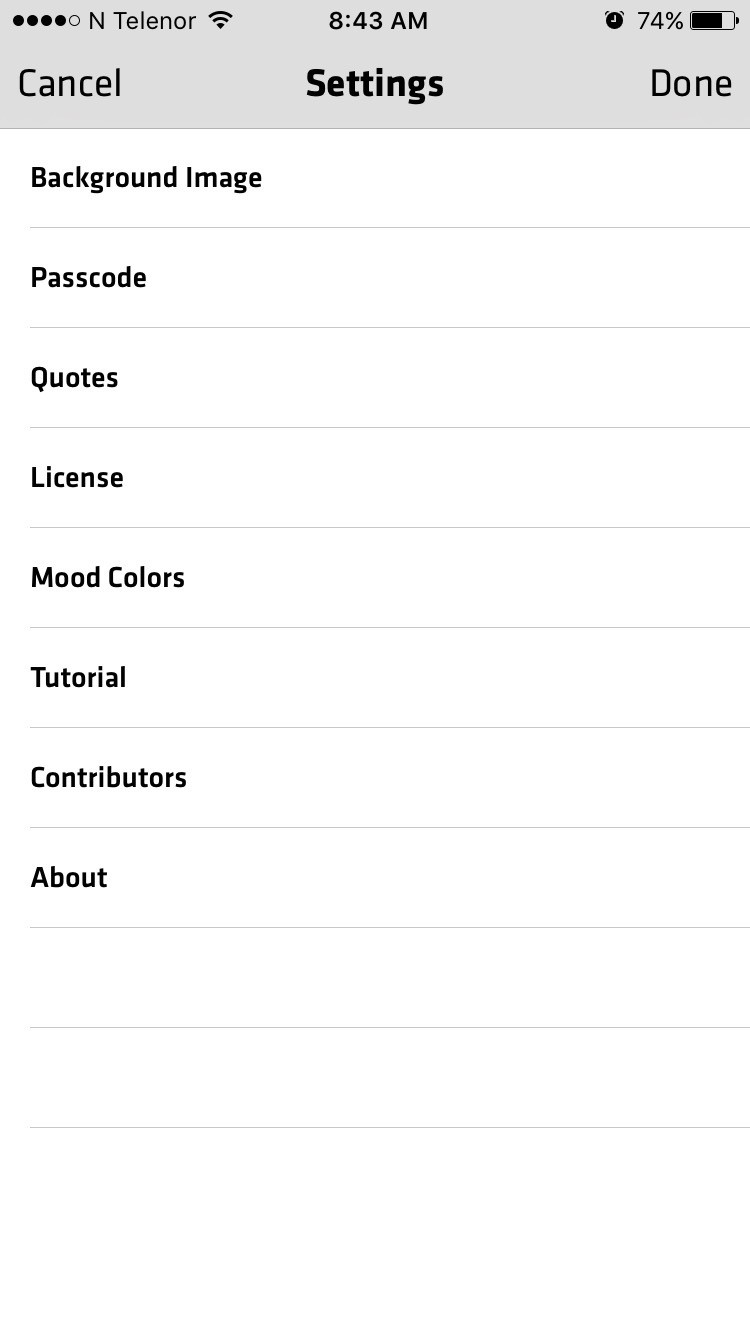 N Telenor 8:43 AM 74%
Cancel Settings Done
Background Image
Passcode
Quotes
License
Mood Colors
Tutorial
Contributors
About